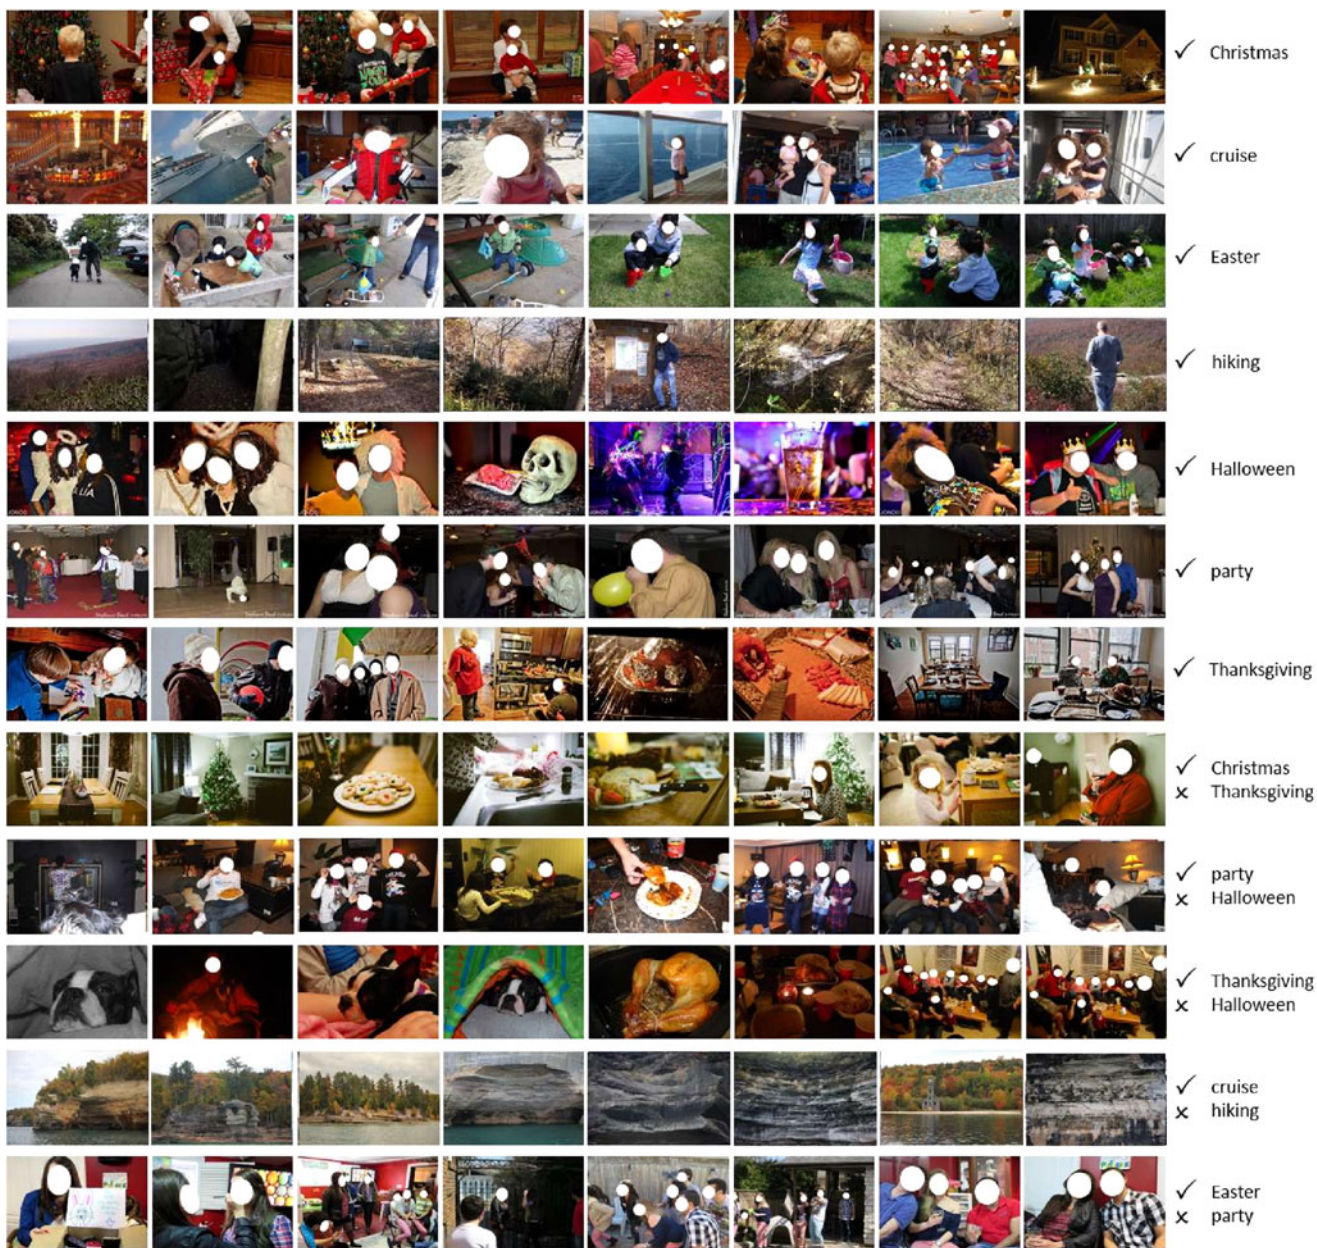 ✓ Christmas
✓ cruise
✓ Easter
✓ hiking
✓ Halloween
✓ party
✓ Thanksgiving
✓ Christmas
✗ Thanksgiving
✓ party
✗ Halloween
✓ Thanksgiving
✗ Halloween
✓ cruise
✗ hiking
✓ Easter
✗ party